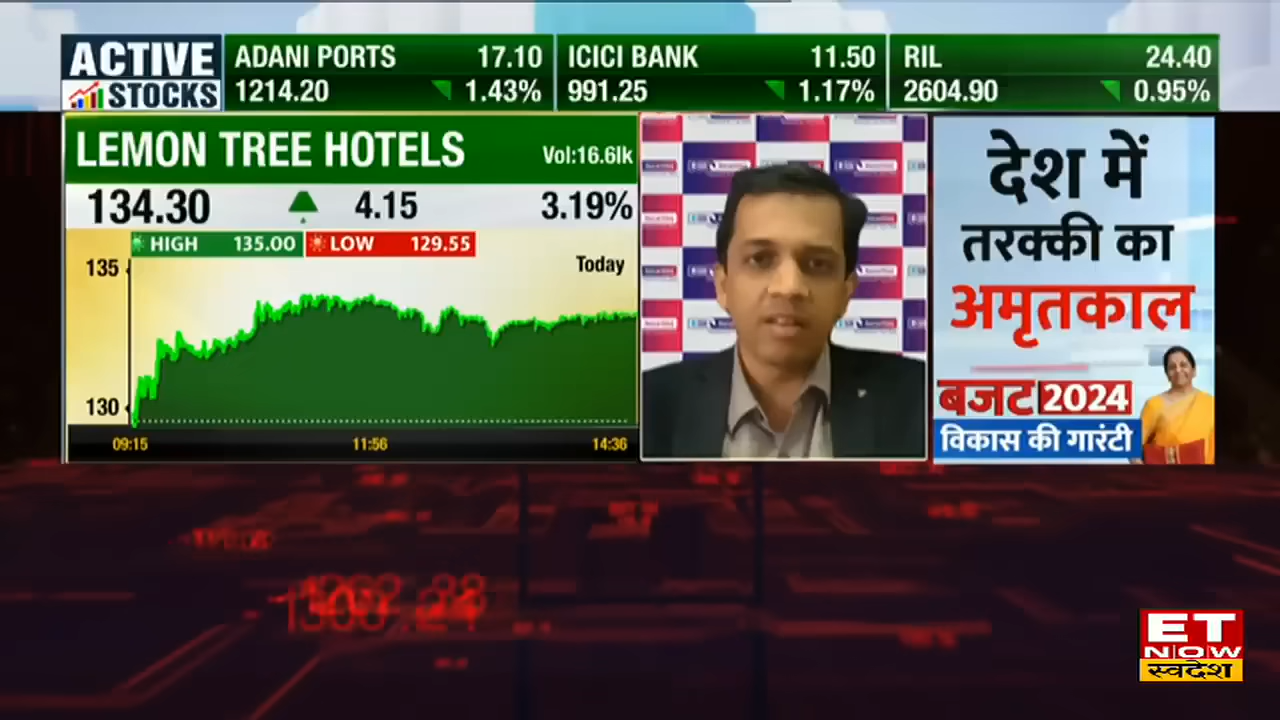 ACTIVE STOCKS
ADANI PORTS 17.10
1214.20 1.43%
ICICI BANK 11.50
991.25 1.17%
RIL 24.40
2604.90 0.95%
LEMON TREE HOTELS Vol:16.6lk
134.30 4.15 3.19%
HIGH 135.00 LOW 129.55
Today
135
130
09:15 11:56 14:36
देश में
तरक्की का
अमृतकाल
बजट 2024
विकास की गारंटी
ET
NOW
स्वदेश